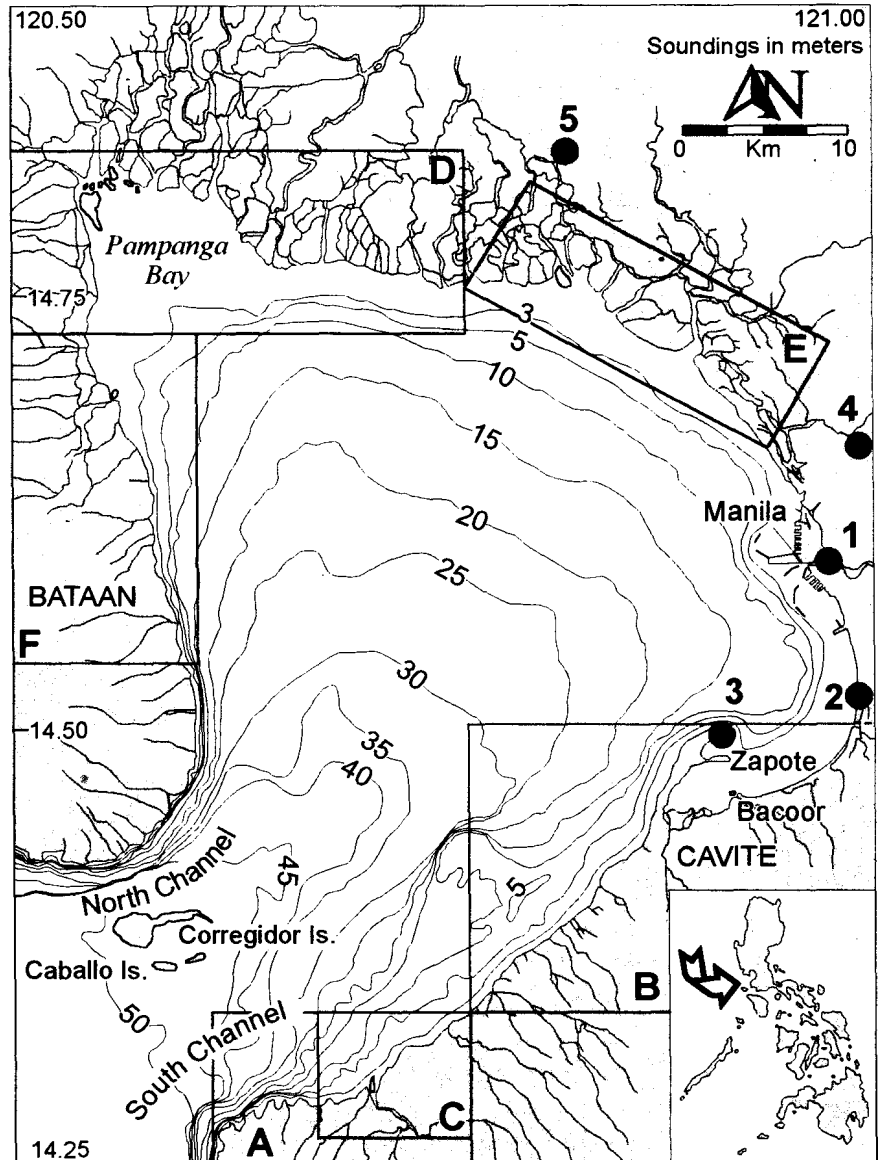 120.50
121.00
Soundings in meters
N
0 Km 10
5
D
Pampanga
Bay
14.75
3
5
10
E
15
4
20
Manila
1
25
BATAAN
F
30
3
2
14.50
35
Zapote
40
Bacoor
CAVITE
North Channel
45
5
Corregidor Is.
Caballo Is.
B
50
South Channel
C
A
14.25